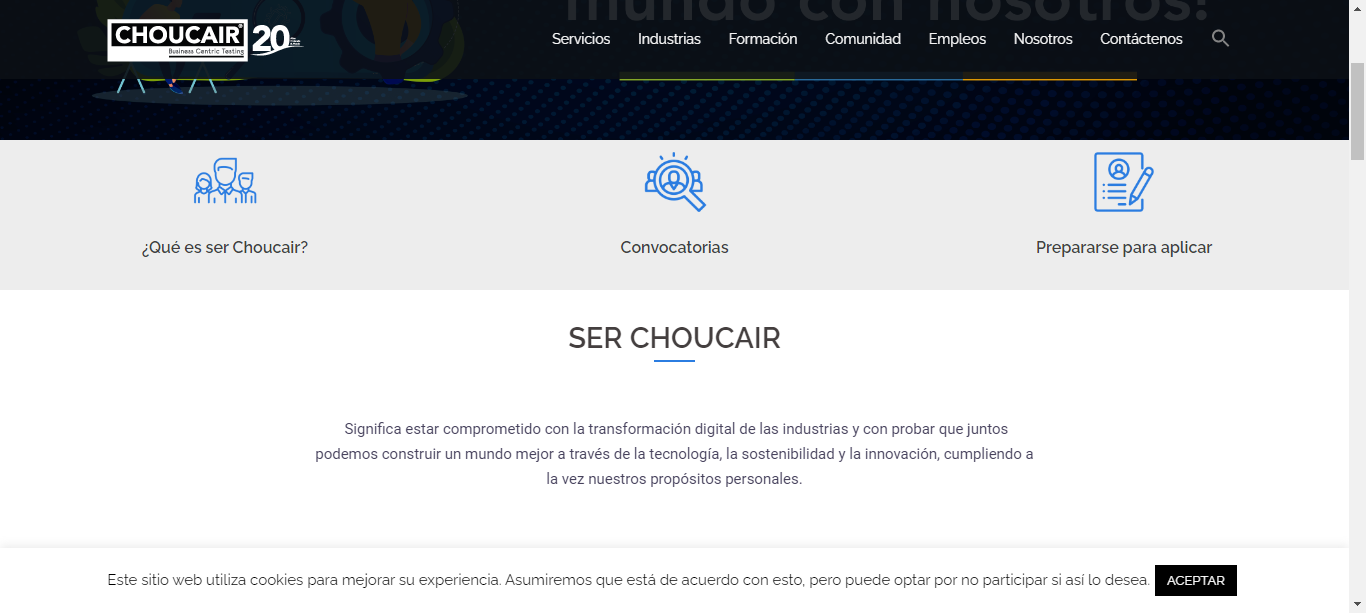 mundo con nosotros!
CHOUCAIR
Business Centric Testing
20
Servicios
Industrias
Formación
Comunidad
Empleos
Nosotros
Contáctenos
¿Qué es ser Choucair?
Convocatorias
Prepararse para aplicar
SER CHOUCAIR
Significa estar comprometido con la transformación digital de las industrias y con probar que juntos
podemos construir un mundo mejor a través de la tecnología, la sostenibilidad y la innovación, cumpliendo a
la vez nuestros propósitos personales.
Este sitio web utiliza cookies para mejorar su experiencia. Asumiremos que está de acuerdo con esto, pero puede optar por no participar si así lo desea.
ACEPTAR